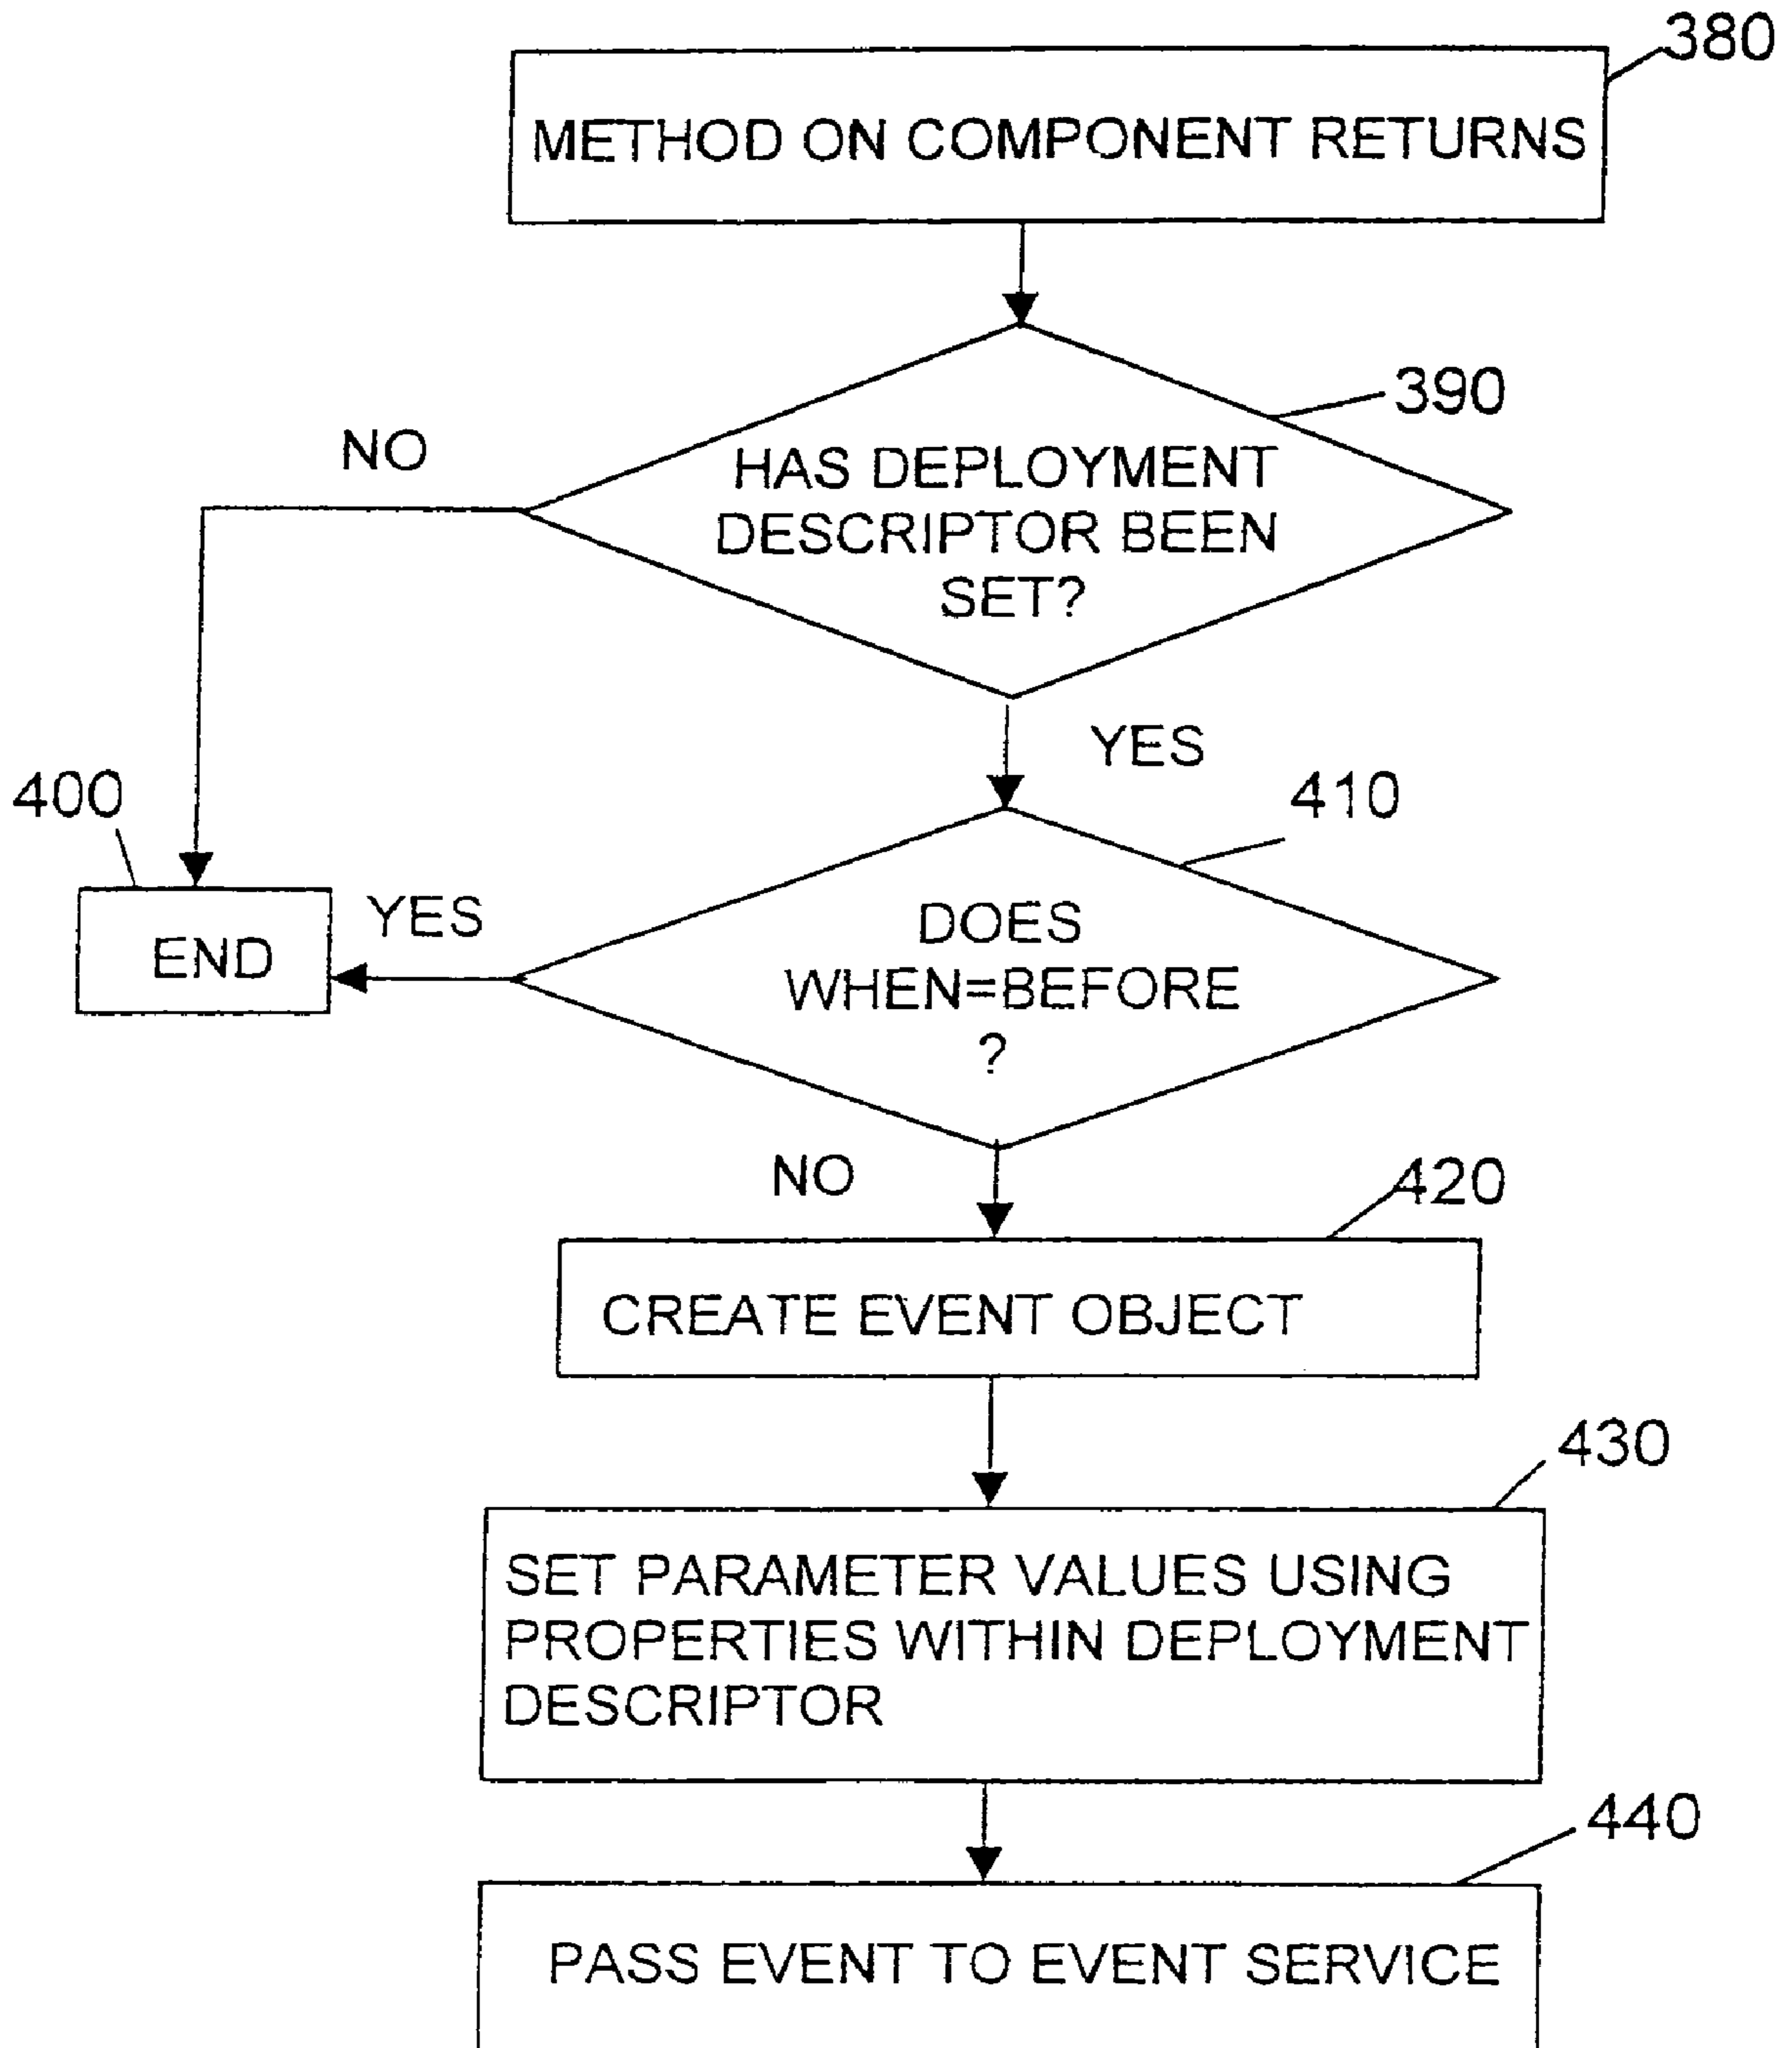 380
METHOD ON COMPONENT RETURNS
390
NO
HAS DEPLOYMENT
DESCRIPTOR BEEN
SET?
YES
400
410
END
YES
DOES
WHEN=BEFORE
?
NO
420
CREATE EVENT OBJECT
430
SET PARAMETER VALUES USING
PROPERTIES WITHIN DEPLOYMENT
DESCRIPTOR
440
PASS EVENT TO EVENT SERVICE